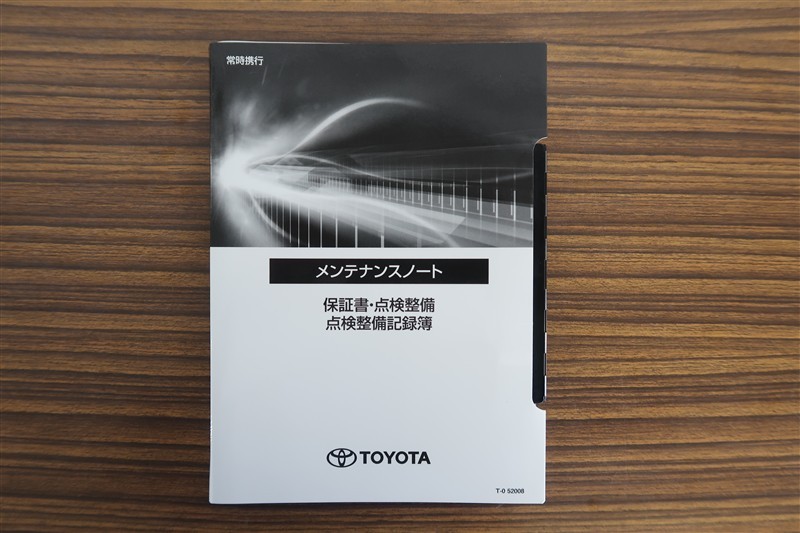 常時携行
メンテナンスノート
保証書・点検整備
点検整備記録簿
TOYOTA
T-0 52008